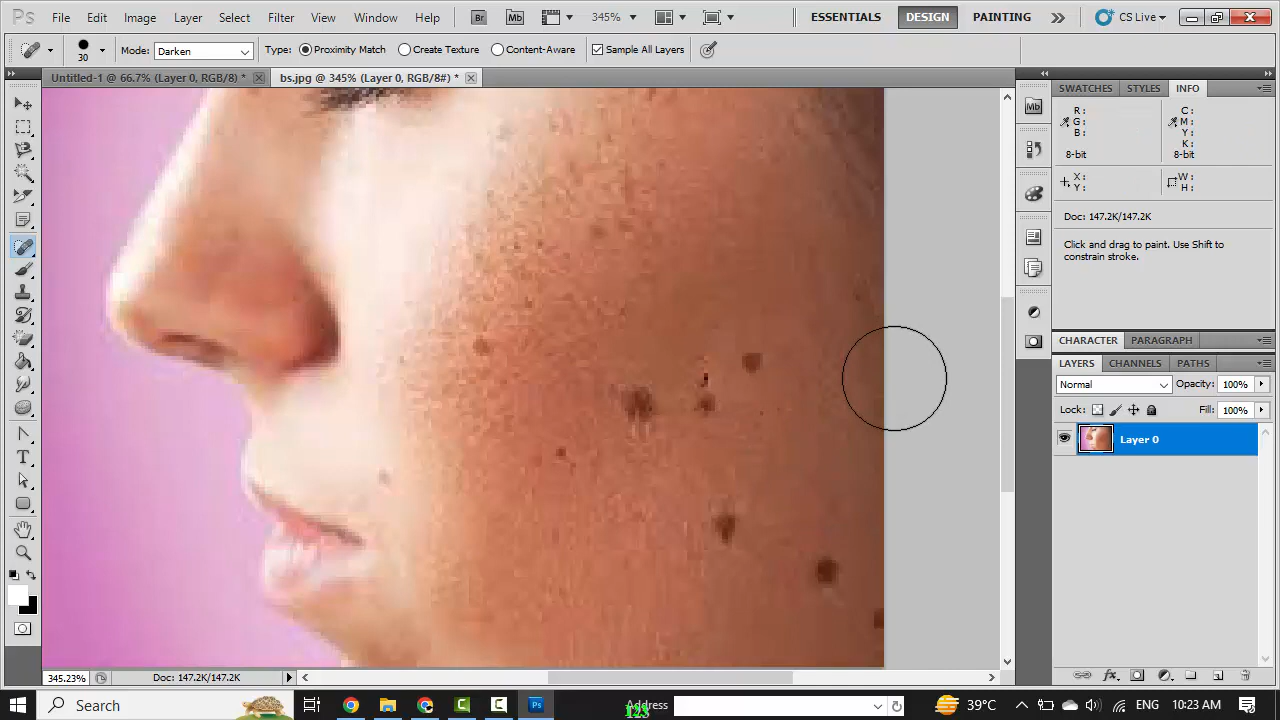 Ps File Edit Image Layer Select Filter View Window Help Br Mb 345% ESSENTIALS DESIGN PAINTING CS Live
30 Mode: Darken Type: Proximity Match Create Texture Content-Aware Sample All Layers
Untitled-1 @ 66.7% (Layer 0, RGB/8) * bs.jpg @ 345% (Layer 0, RGB/8#) *
SWATCHES STYLES INFO
Mb
R: C:
G: M:
B: Y:
K:
8-bit 8-bit
X: W:
Y: H:
Doc: 147.2K/147.2K
Click and drag to paint. Use Shift to
constrain stroke.
CHARACTER PARAGRAPH
LAYERS CHANNELS PATHS
Normal Opacity: 100%
Lock: Fill: 100%
Layer 0
T
fx
345.23% Doc: 147.2K/147.2K
Search Ps Address 39°C ENG 10:23 AM
123